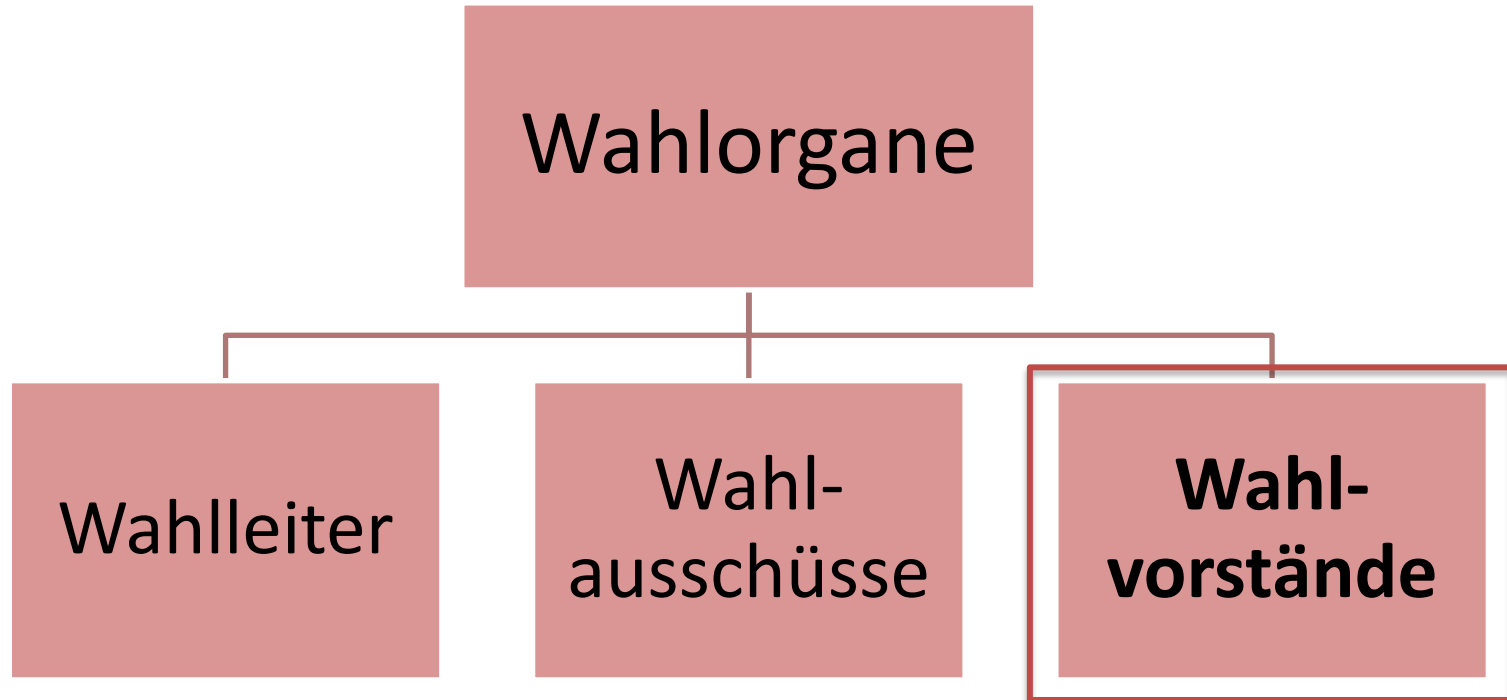 Wahlorgane
Wahlleiter
Wahl-
ausschüsse
Wahl-
vorstände